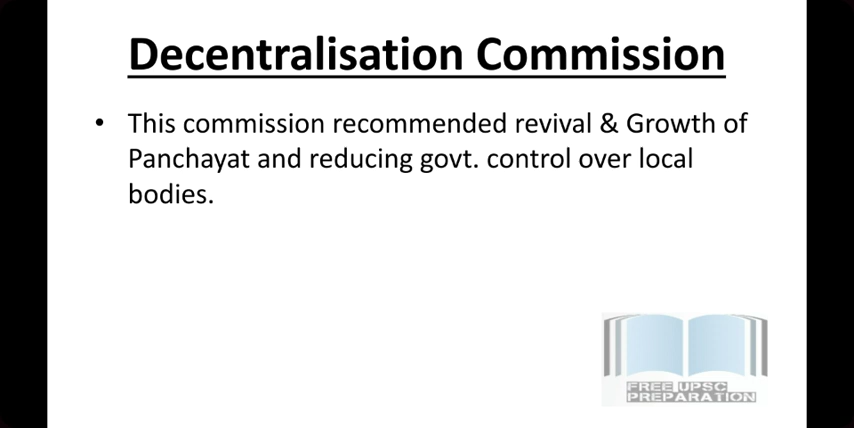 Decentralisation Commission
• This commission recommended revival & Growth of
Panchayat and reducing govt. control over local
bodies.
FREE UPSC
PREPARATION